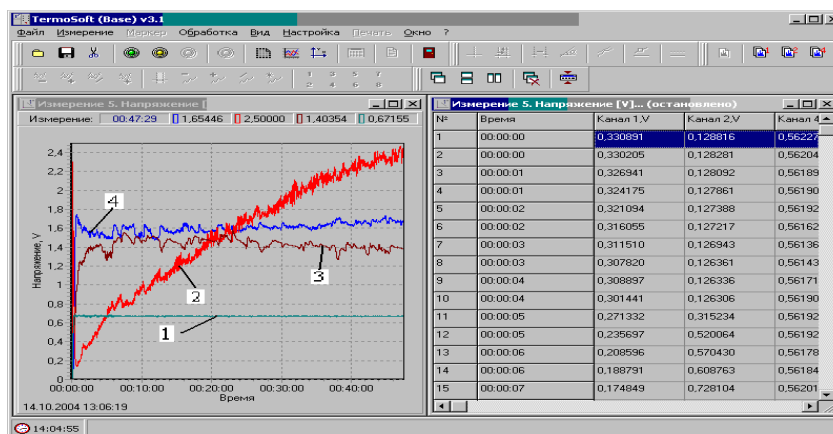 TermoSoft (Base) v3.1
Файл Измерение Маркер Обработка Вид Настройка Печать Окно ?
1 3 5 7
2 4 6 8
Измерение 5. Напряжение [
Измерение: 00:47:29 1,65446 2,50000 1,40354 0,67155
Напряжение, V
2,4
2,2
2
1,8
1,6
1,4
1,2
1
0,8
0,6
0,4
0,2
0
4
3
2
1
00:00:00 00:10:00 00:20:00 00:30:00 00:40:00
Время
14.10.2004 13:06:19
Измерение 5. Напряжение [V]... (остановлено)
№ Время Канал 1,V Канал 2,V Канал 4
1 00:00:00 0,330891 0,128816 0,56227
2 00:00:00 0,330205 0,128281 0,56204
3 00:00:01 0,326941 0,128092 0,56189
4 00:00:01 0,324175 0,127861 0,56190
5 00:00:02 0,321094 0,127388 0,56192
6 00:00:02 0,316055 0,127217 0,56162
7 00:00:03 0,311510 0,126943 0,56136
8 00:00:03 0,307820 0,126361 0,56143
9 00:00:04 0,308897 0,126336 0,56171
10 00:00:04 0,301441 0,126306 0,56190
11 00:00:05 0,271332 0,315234 0,56192
12 00:00:05 0,235697 0,520064 0,56192
13 00:00:06 0,208596 0,570430 0,56178
14 00:00:06 0,188791 0,608763 0,56184
15 00:00:07 0,174849 0,728104 0,56201
14:04:55